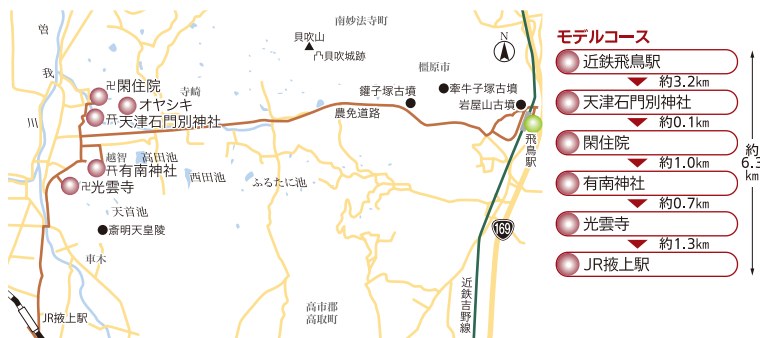 南妙法寺町
貝吹山
凸貝吹城跡
橿原市
N
曽
我
川
卍閑住院
オヤシキ
寺崎
天津石門別神社
鑵子塚古墳
牽牛子塚古墳
岩屋山古墳
農免道路
飛鳥駅
越智
高田池
有南神社
西田池
ふるたに池
卍光雲寺
天首池
斎明天皇陵
車木
169
近鉄吉野線
高市郡
高取町
JR掖上駅
モデルコース
近鉄飛鳥駅
約3.2km
天津石門別神社
約0.1km
閑住院
約1.0km
有南神社
約0.7km
光雲寺
約1.3km
JR掖上駅
約
6.3
km